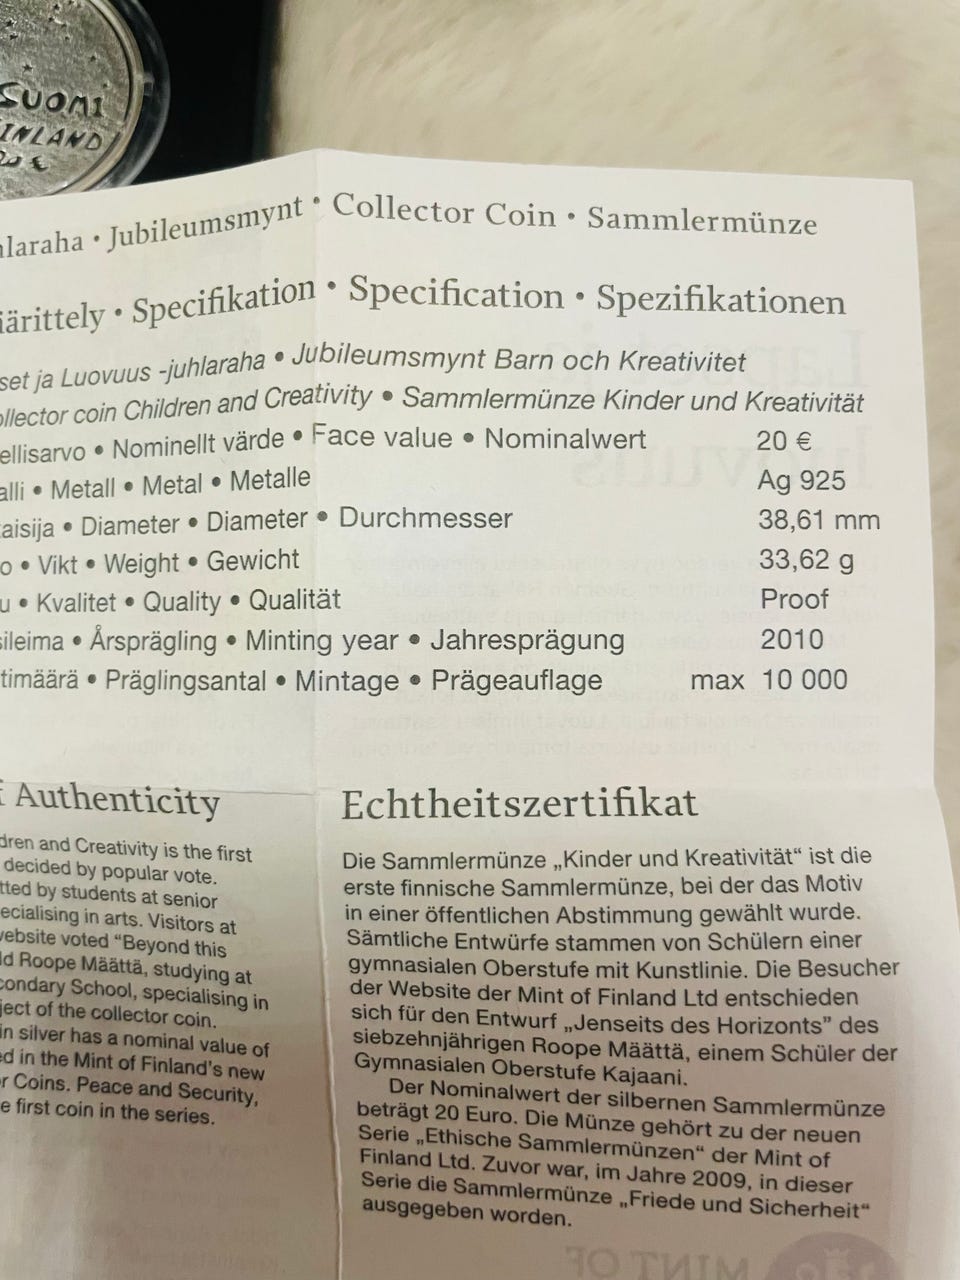 SUOMI
FINLAND
20 €
hlaraha • Jubileumsmynt • Collector Coin • Sammlermünze
äärittely • Specifikation • Specification • Spezifikationen
set ja Luovuus -juhlaraha • Jubileumsmynt Barn och Kreativitet
ollector coin Children and Creativity • Sammlermünze Kinder und Kreativität
ellisarvo • Nominellt värde • Face value • Nominalwert 20 €
alli • Metall • Metal • Metalle Ag 925
aisija • Diameter • Diameter • Durchmesser 38,61 mm
o • Vikt • Weight • Gewicht 33,62 g
u • Kvalitet • Quality • Qualität Proof
sileima • Årsprägling • Minting year • Jahresprägung 2010
timäärä • Präglingsantal • Mintage • Prägeauflage max 10 000
f Authenticity
dren and Creativity is the first
decided by popular vote.
tted by students at senior
ecialising in arts. Visitors at
website voted “Beyond this
ld Roope Määttä, studying at
condary School, specialising in
ject of the collector coin.
in silver has a nominal value of
ed in the Mint of Finland's new
r Coins. Peace and Security,
e first coin in the series.
Echtheitszertifikat
Die Sammlermünze „Kinder und Kreativität“ ist die
erste finnische Sammlermünze, bei der das Motiv
in einer öffentlichen Abstimmung gewählt wurde.
Sämtliche Entwürfe stammen von Schülern einer
gymnasialen Oberstufe mit Kunstlinie. Die Besucher
der Website der Mint of Finland Ltd entschieden
sich für den Entwurf „Jenseits des Horizonts” des
siebzehnjährigen Roope Määttä, einem Schüler der
Gymnasialen Oberstufe Kajaani.
Der Nominalwert der silbernen Sammlermünze
beträgt 20 Euro. Die Münze gehört zu der neuen
Serie „Ethische Sammlermünzen“ der Mint of
Finland Ltd. Zuvor war, im Jahre 2009, in dieser
Serie die Sammlermünze „Friede und Sicherheit“
ausgegeben worden.
MINT OF